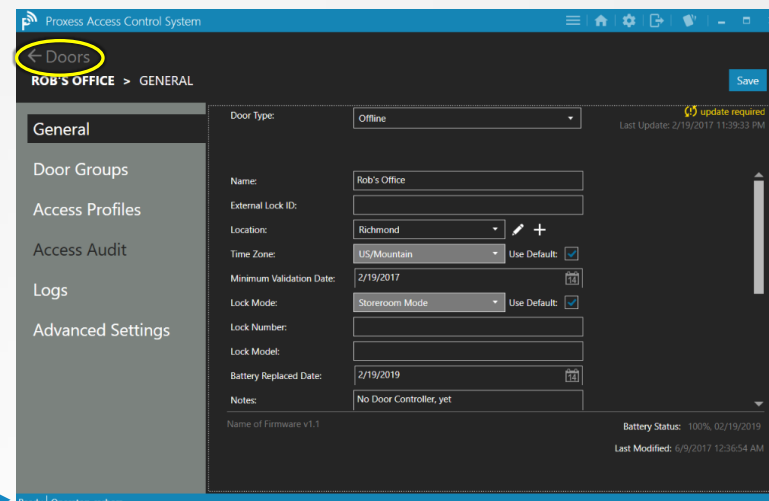 Proxess Access Control System
← Doors
ROB'S OFFICE > GENERAL
Save
General
Door Groups
Access Profiles
Access Audit
Logs
Advanced Settings
Door Type: Offline
update required
Last Update: 2/19/2017 11:39:33 PM
Name: Rob's Office
External Lock ID:
Location: Richmond
Time Zone: US/Mountain Use Default:
Minimum Validation Date: 2/19/2017 14
Lock Mode: Storeroom Mode Use Default:
Lock Number:
Lock Model:
Battery Replaced Date: 2/19/2019 14
Notes: No Door Controller, yet
Name of Firmware v1.1
Battery Status: 100%, 02/19/2019
Last Modified: 6/9/2017 12:36:54 AM